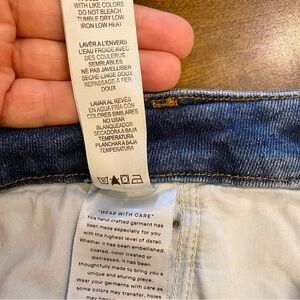 WITH LIKE COLORS
DO NOT BLEACH
TUMBLE DRY LOW
IRON LOW HEAT
LAVER À L'ENVERS
À L'EAU FROIDE AVEC
DES COULEURS
SEMBLABLES
NE PAS JAVELLISER
SÈCHE-LINGE DOUX
REPASSAGE À FER
DOUX
LAVAR AL REVÉS
EN AGUA FRÍA CON
COLORES SIMILARES
NO USAR
BLANQUEADOR
SECADORA A BAJA
TEMPERATURA
PLANCHAR A BAJA
TEMPERATURA
"WEAR WITH CARE"
This hand-crafted garment has
been made especially for you
with the highest level of detail.
Whether it has been embellished,
coated, color treated or
distressed, it has been
thoughtfully made to bring you a
unique and alluring piece.
Wear your garments with care as
some colors may transfer, holes
may